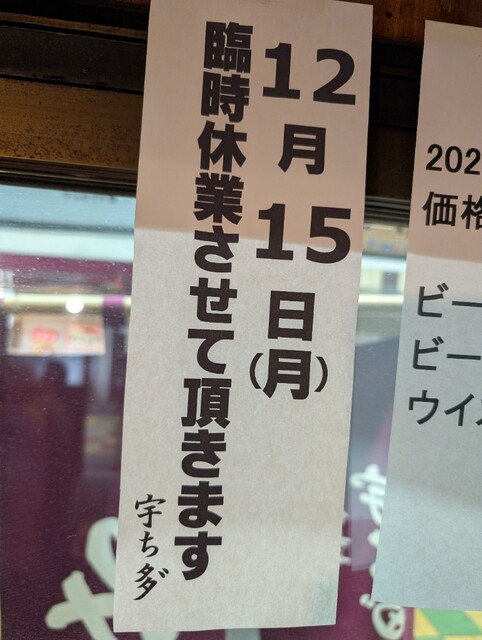 12月15日(月)
臨時休業させて頂きます
宇ち多゛
202
価格
ビー
ビー
ウイス